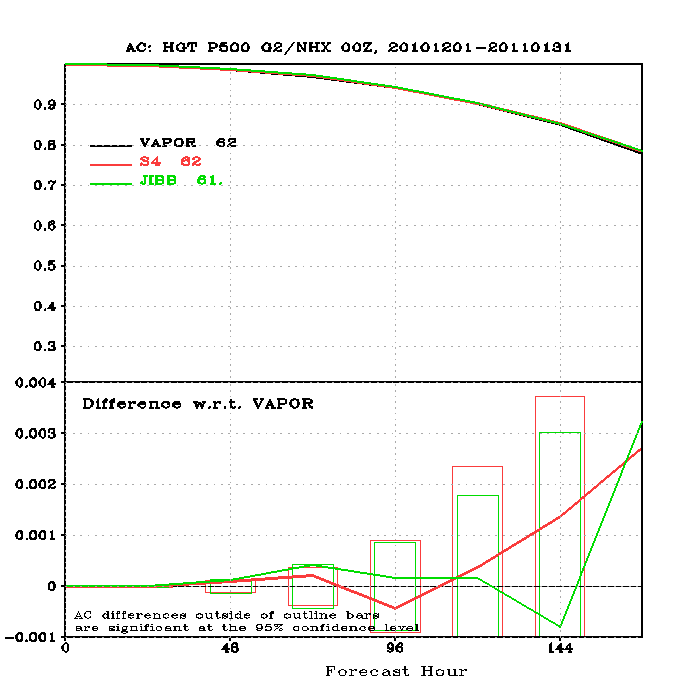 AC: HGT P500 G2/NHX 00Z, 20101201-20110131
0.9
VAPOR 62
0.8
S4 62
JIBB 61.
0.7
0.6
0.5
0.4
0.3
0.004
Difference w.r.t. VAPOR
0.003
0.002
0.001
0
AC differences outside of outline bars
are significant at the 95% confidence level
-0.001
0 48 96 144
Forecast Hour